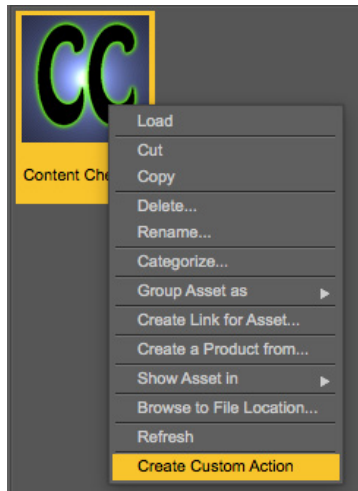 CC
Load
Content Che
Cut
Copy
Delete...
Rename...
Categorize...
Group Asset as
Create Link for Asset...
Create a Product from...
Show Asset in
Browse to File Location...
Refresh
Create Custom Action